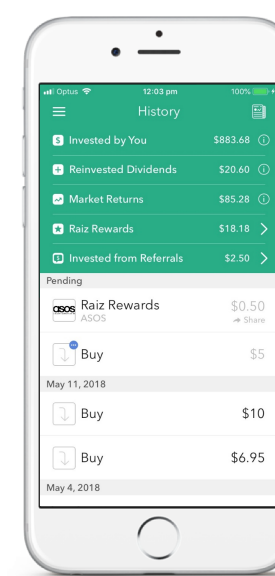 Optus 12:03 pm 100%
History
Invested by You $883.68
Reinvested Dividends $20.60
Market Returns $85.28
Raiz Rewards $18.18
Invested from Referrals $2.50
Pending
asos Raiz Rewards $0.50
ASOS Share
Buy $5
May 11, 2018
Buy $10
Buy $6.95
May 4, 2018